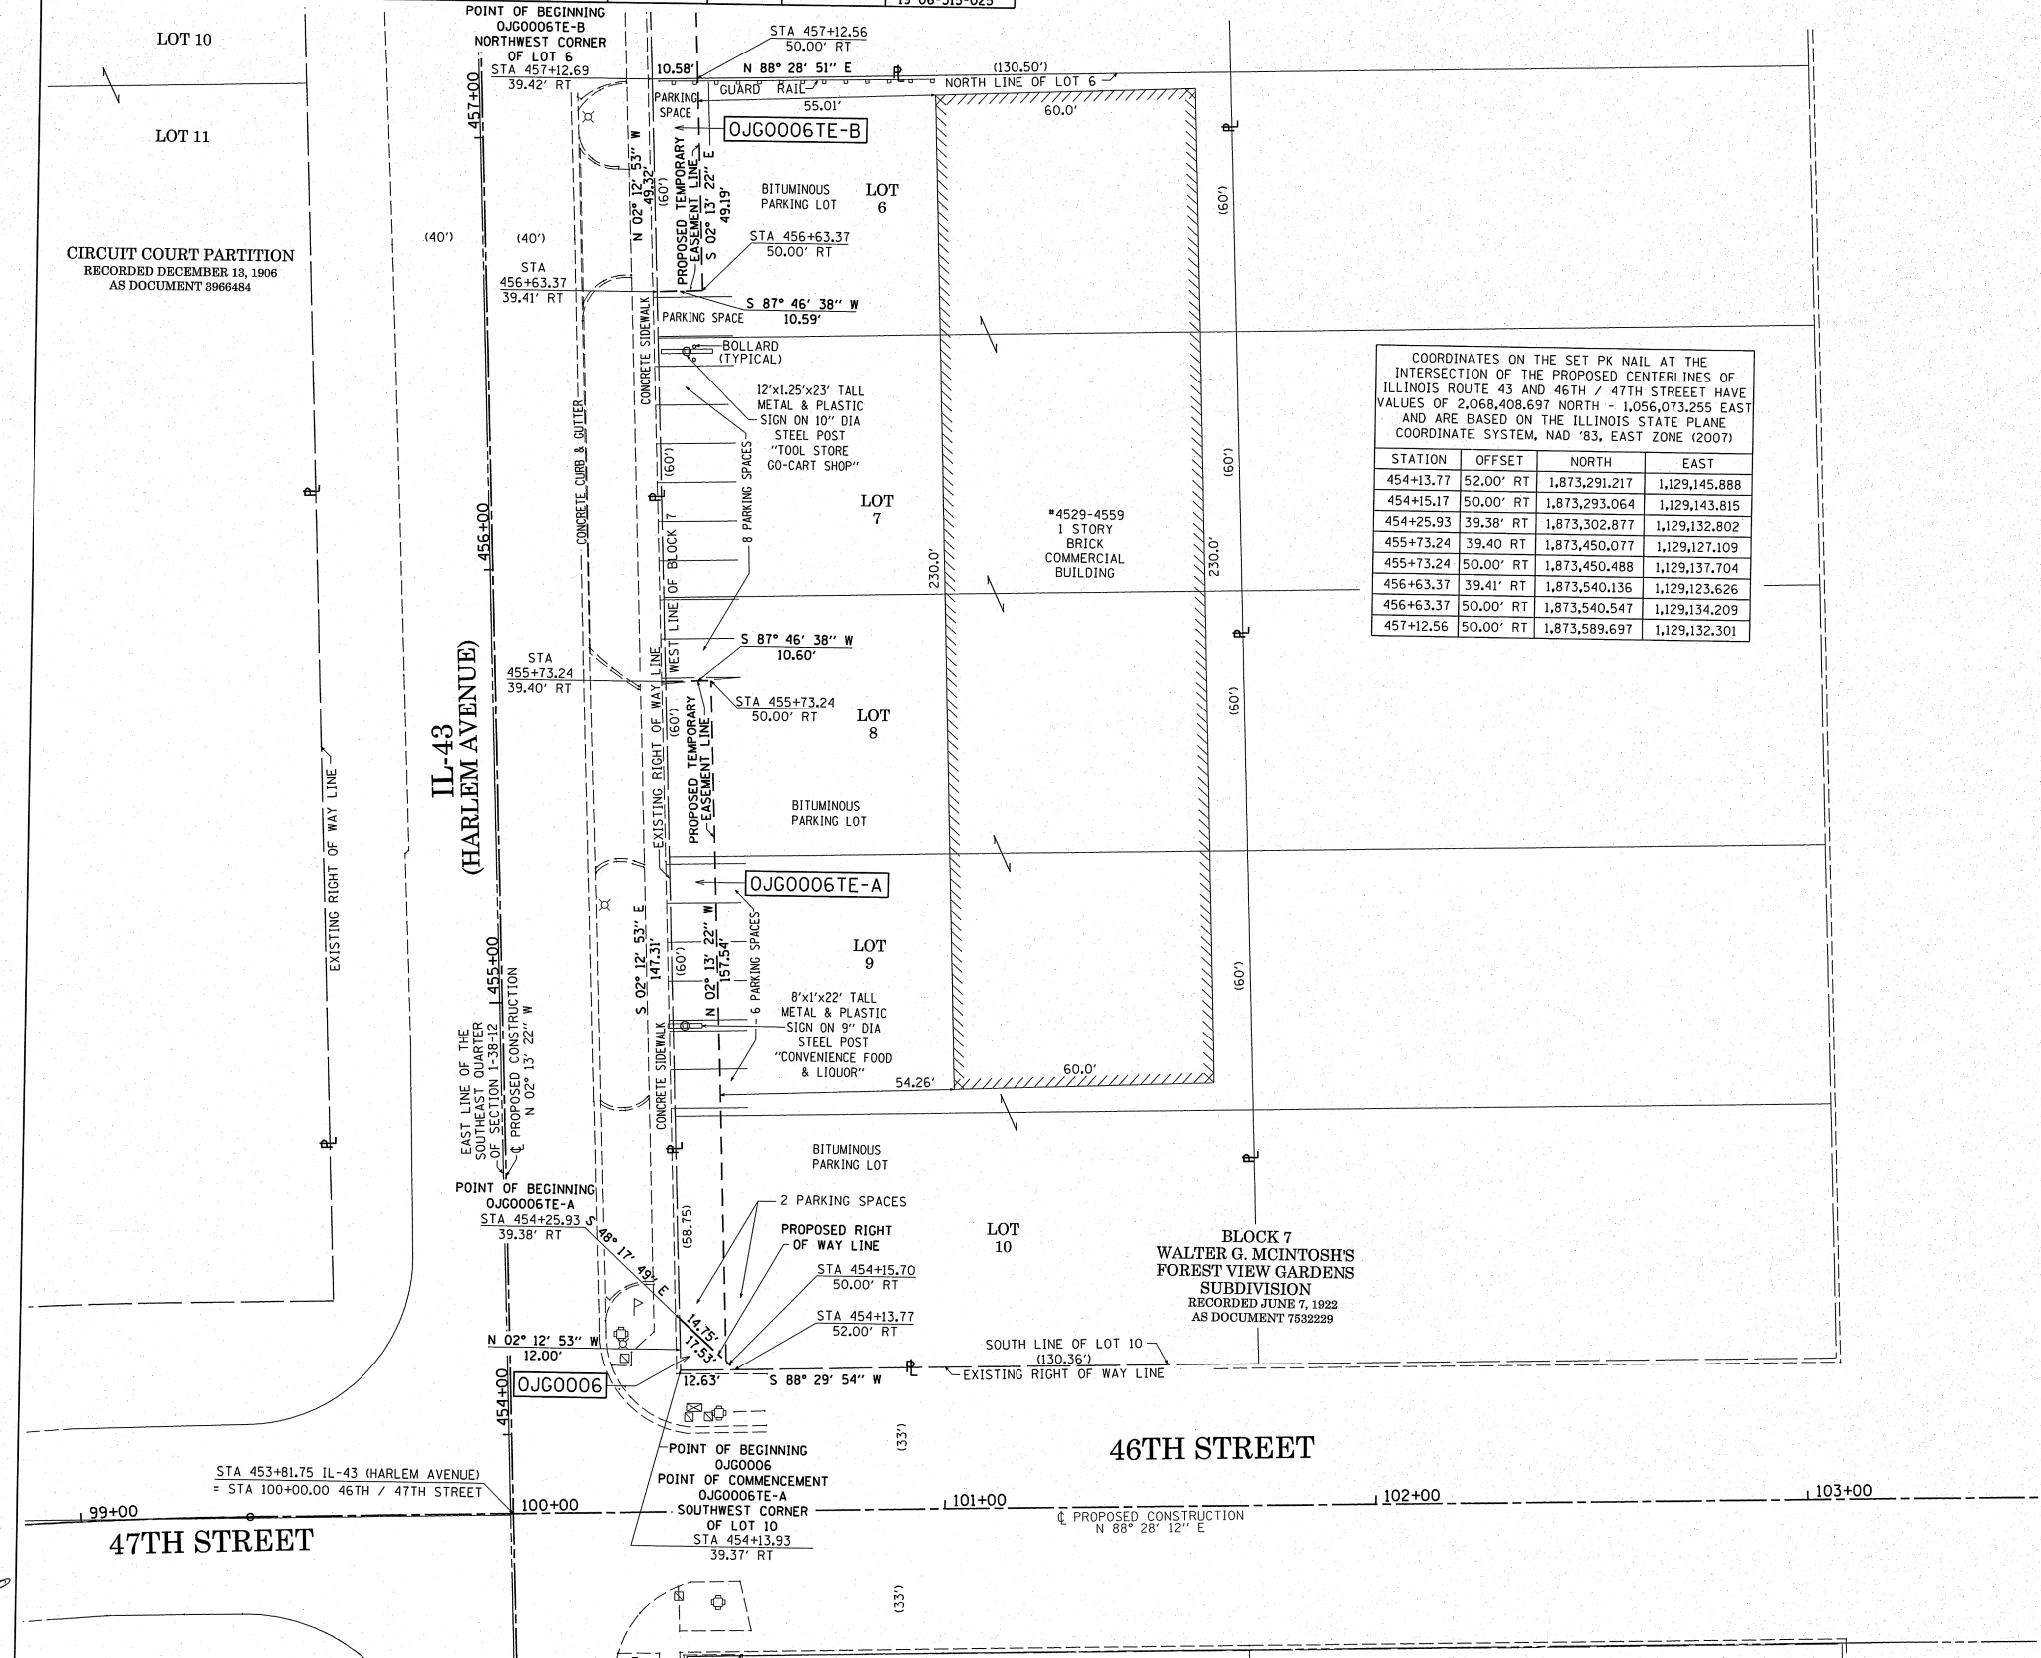 19-06-315-025
POINT OF BEGINNING
0JG0006TE-B
NORTHWEST CORNER
OF LOT 6
STA 457+12.69
39.42' RT
STA 457+12.56
50.00' RT
10.58'
N 88° 28' 51" E
(130.50')
NORTH LINE OF LOT 6
GUARD RAIL
55.01'
60.0'
PARKING
SPACE
0JG0006TE-B
LOT 10
LOT 11
CIRCUIT COURT PARTITION
RECORDED DECEMBER 13, 1906
AS DOCUMENT 3966484
457+00
(40')
(40')
N 02° 12' 53" W
49.32'
(60')
PROPOSED TEMPORARY
EASEMENT LINE
S 02° 13' 22" E
49.19'
BITUMINOUS
PARKING LOT
LOT
6
(60')
STA 456+63.37
50.00' RT
STA
456+63.37
39.41' RT
S 87° 46' 38" W
10.59'
PARKING SPACE
CONCRETE SIDEWALK
BOLLARD
(TYPICAL)
12'x1.25'x23' TALL
METAL & PLASTIC
SIGN ON 10" DIA
STEEL POST
"TOOL STORE
GO-CART SHOP"
CONCRETE CURB & GUTTER
(60')
8 PARKING SPACES
LOT
7
(60')
#4529-4559
1 STORY
BRICK
COMMERCIAL
BUILDING
230.0'
230.0'
COORDINATES ON THE SET PK NAIL AT THE
INTERSECTION OF THE PROPOSED CENTERLINES OF
ILLINOIS ROUTE 43 AND 46TH / 47TH STREEET HAVE
VALUES OF 2,068,408.697 NORTH - 1,056,073.255 EAST
AND ARE BASED ON THE ILLINOIS STATE PLANE
COORDINATE SYSTEM, NAD '83, EAST ZONE (2007)
STATION OFFSET NORTH EAST
454+13.77 52.00' RT 1,873,291.217 1,129,145.888
454+15.17 50.00' RT 1,873,293.064 1,129,143.815
454+25.93 39.38' RT 1,873,302.877 1,129,132.802
455+73.24 39.40 RT 1,873,450.077 1,129,127.109
455+73.24 50.00' RT 1,873,450.488 1,129,137.704
456+63.37 39.41' RT 1,873,540.136 1,129,123.626
456+63.37 50.00' RT 1,873,540.547 1,129,134.209
457+12.56 50.00' RT 1,873,589.697 1,129,132.301
456+00
WEST LINE OF BLOCK 7
EXISTING RIGHT OF WAY LINE
S 87° 46' 38" W
10.60'
STA
455+73.24
39.40' RT
STA 455+73.24
50.00' RT
(60')
LOT
8
(60')
PROPOSED TEMPORARY
EASEMENT LINE
IL-43
(HARLEM AVENUE)
EXISTING RIGHT OF WAY LINE
BITUMINOUS
PARKING LOT
0JG0006TE-A
S 02° 12' 53" E
147.31'
(60')
N 02° 13' 22" W
157.54'
6 PARKING SPACES
LOT
9
(60')
455+00
8'x1'x22' TALL
METAL & PLASTIC
SIGN ON 9" DIA
STEEL POST
"CONVENIENCE FOOD
& LIQUOR"
CONCRETE SIDEWALK
54.26'
60.0'
EAST LINE OF THE
SOUTHEAST QUARTER
OF SECTION 1-38-12
℄ PROPOSED CONSTRUCTION
N 02° 13' 22" W
BITUMINOUS
PARKING LOT
POINT OF BEGINNING
0JG0006TE-A
STA 454+25.93
39.38' RT
S 48° 17' 49" E
14.75'
17.53'
(58.75)
2 PARKING SPACES
PROPOSED RIGHT
OF WAY LINE
STA 454+15.70
50.00' RT
STA 454+13.77
52.00' RT
LOT
10
BLOCK 7
WALTER G. MCINTOSH'S
FOREST VIEW GARDENS
SUBDIVISION
RECORDED JUNE 7, 1922
AS DOCUMENT 7532229
N 02° 12' 53" W
12.00'
0JG0006
12.63'
S 88° 29' 54" W
SOUTH LINE OF LOT 10
(130.36')
EXISTING RIGHT OF WAY LINE
454+00
(33')
46TH STREET
POINT OF BEGINNING
0JG0006
POINT OF COMMENCEMENT
0JG0006TE-A
SOUTHWEST CORNER
OF LOT 10
STA 454+13.93
39.37' RT
STA 453+81.75 IL-43 (HARLEM AVENUE)
= STA 100+00.00 46TH / 47TH STREET
99+00
100+00
101+00
102+00
103+00
℄ PROPOSED CONSTRUCTION
N 88° 28' 12" E
47TH STREET
(33')